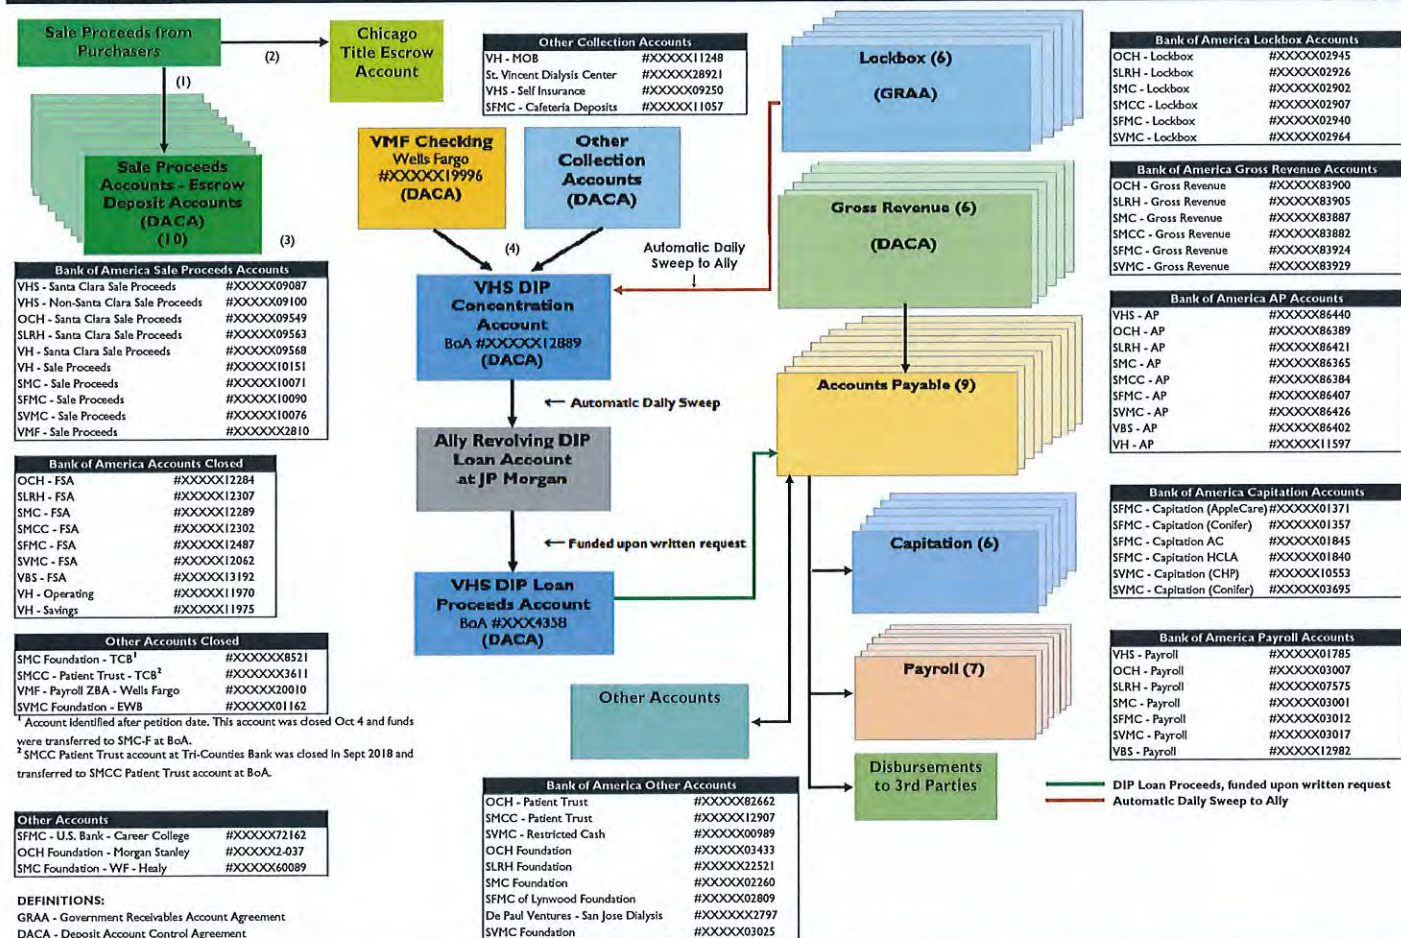 Sale Proceeds from
Purchasers
(2)
Chicago
Title Escrow
Account
(1)
Sale Proceeds
Accounts - Escrow
Deposit Accounts
(DACA)
(10)
(3)
Other Collection Accounts
VH - MOB #XXXXX11248
St. Vincent Dialysis Center #XXXXX28921
VHS - Self Insurance #XXXXX09250
SFMC - Cafeteria Deposits #XXXXX11057
VMF Checking
Wells Fargo
#XXXXX19996
(DACA)
Other
Collection
Accounts
(DACA)
(4)
Automatic Daily
Sweep to Ally
Lockbox (6)
(GRAA)
Gross Revenue (6)
(DACA)
VHS DIP
Concentration
Account
BoA #XXXXX12889
(DACA)
← Automatic Daily Sweep
Ally Revolving DIP
Loan Account
at JP Morgan
← Funded upon written request
VHS DIP Loan
Proceeds Account
BoA #XXX4358
(DACA)
Accounts Payable (9)
Capitation (6)
Payroll (7)
Other Accounts
Disbursements
to 3rd Parties
Bank of America Sale Proceeds Accounts
VHS - Santa Clara Sale Proceeds #XXXXX09087
VHS - Non-Santa Clara Sale Proceeds #XXXXX09100
OCH - Santa Clara Sale Proceeds #XXXXX09549
SLRH - Santa Clara Sale Proceeds #XXXXX09563
VH - Santa Clara Sale Proceeds #XXXXX09568
VH - Sale Proceeds #XXXXX10151
SMC - Sale Proceeds #XXXXX10071
SFMC - Sale Proceeds #XXXXX10090
SVMC - Sale Proceeds #XXXXX10076
VMF - Sale Proceeds #XXXXXX2810
Bank of America Accounts Closed
OCH - FSA #XXXXX12284
SLRH - FSA #XXXXX12307
SMC - FSA #XXXXX12289
SMCC - FSA #XXXXX12302
SFMC - FSA #XXXXX12487
SVMC - FSA #XXXXX12062
VBS - FSA #XXXXX13192
VH - Operating #XXXXX11970
VH - Savings #XXXXX11975
Other Accounts Closed
SMC Foundation - TCB¹ #XXXXXX8521
SMCC - Patient Trust - TCB² #XXXXXX3611
VMF - Payroll ZBA - Wells Fargo #XXXXX20010
SVMC Foundation - EWB #XXXXX01162
¹ Account identified after petition date. This account was closed Oct 4 and funds
were transferred to SMC-F at BoA.
² SMCC Patient Trust account at Tri-Counties Bank was closed in Sept 2018 and
transferred to SMCC Patient Trust account at BoA.
Other Accounts
SFMC - U.S. Bank - Career College #XXXXX72162
OCH Foundation - Morgan Stanley #XXXXX2-037
SMC Foundation - WF - Healy #XXXXX60089
DEFINITIONS:
GRAA - Government Receivables Account Agreement
DACA - Deposit Account Control Agreement
Bank of America Other Accounts
OCH - Patient Trust #XXXXX82662
SMCC - Patient Trust #XXXXX12907
SVMC - Restricted Cash #XXXXX00989
OCH Foundation #XXXXX03433
SLRH Foundation #XXXXX22521
SMC Foundation #XXXXX02260
SFMC of Lynwood Foundation #XXXXX02809
De Paul Ventures - San Jose Dialysis #XXXXXX2797
SVMC Foundation #XXXXX03025
Bank of America Lockbox Accounts
OCH - Lockbox #XXXXX02945
SLRH - Lockbox #XXXXX02926
SMC - Lockbox #XXXXX02902
SMCC - Lockbox #XXXXX02907
SFMC - Lockbox #XXXXX02940
SVMC - Lockbox #XXXXX02964
Bank of America Gross Revenue Accounts
OCH - Gross Revenue #XXXXX83900
SLRH - Gross Revenue #XXXXX83905
SMC - Gross Revenue #XXXXX83887
SMCC - Gross Revenue #XXXXX83882
SFMC - Gross Revenue #XXXXX83924
SVMC - Gross Revenue #XXXXX83929
Bank of America AP Accounts
VHS - AP #XXXXX86440
OCH - AP #XXXXX86389
SLRH - AP #XXXXX86421
SMC - AP #XXXXX86365
SMCC - AP #XXXXX86384
SFMC - AP #XXXXX86407
SVMC - AP #XXXXX86426
VBS - AP #XXXXX86402
VH - AP #XXXXX11597
Bank of America Capitation Accounts
SFMC - Capitation (AppleCare) #XXXXX01371
SFMC - Capitation (Conifer) #XXXXX01357
SFMC - Capitation AC #XXXXX01845
SFMC - Capitation HCLA #XXXXX01840
SVMC - Capitation (CHP) #XXXXX10553
SVMC - Capitation (Conifer) #XXXXX03695
Bank of America Payroll Accounts
VHS - Payroll #XXXXX01785
OCH - Payroll #XXXXX03007
SLRH - Payroll #XXXXX07575
SMC - Payroll #XXXXX03001
SFMC - Payroll #XXXXX03012
SVMC - Payroll #XXXXX03017
VBS - Payroll #XXXXX12982
DIP Loan Proceeds, funded upon written request
Automatic Daily Sweep to Ally